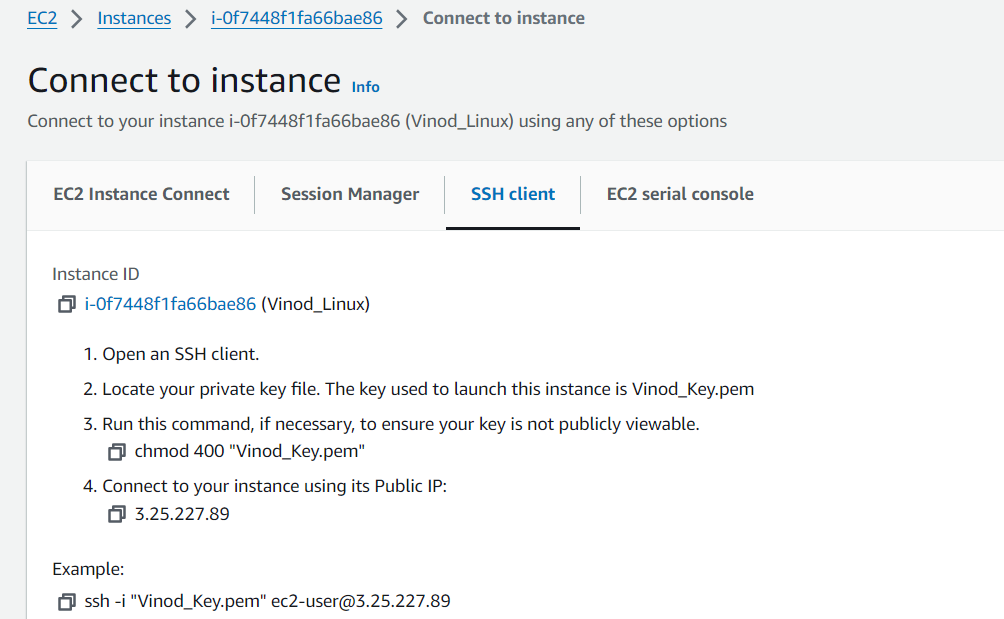 EC2 > Instances > i-0f7448f1fa66bae86 > Connect to instance
Connect to instance Info
Connect to your instance i-0f7448f1fa66bae86 (Vinod_Linux) using any of these options
EC2 Instance Connect Session Manager SSH client EC2 serial console
Instance ID
i-0f7448f1fa66bae86 (Vinod_Linux)
1. Open an SSH client.
2. Locate your private key file. The key used to launch this instance is Vinod_Key.pem
3. Run this command, if necessary, to ensure your key is not publicly viewable.
chmod 400 "Vinod_Key.pem"
4. Connect to your instance using its Public IP:
3.25.227.89
Example:
ssh -i "Vinod_Key.pem" ec2-user@3.25.227.89